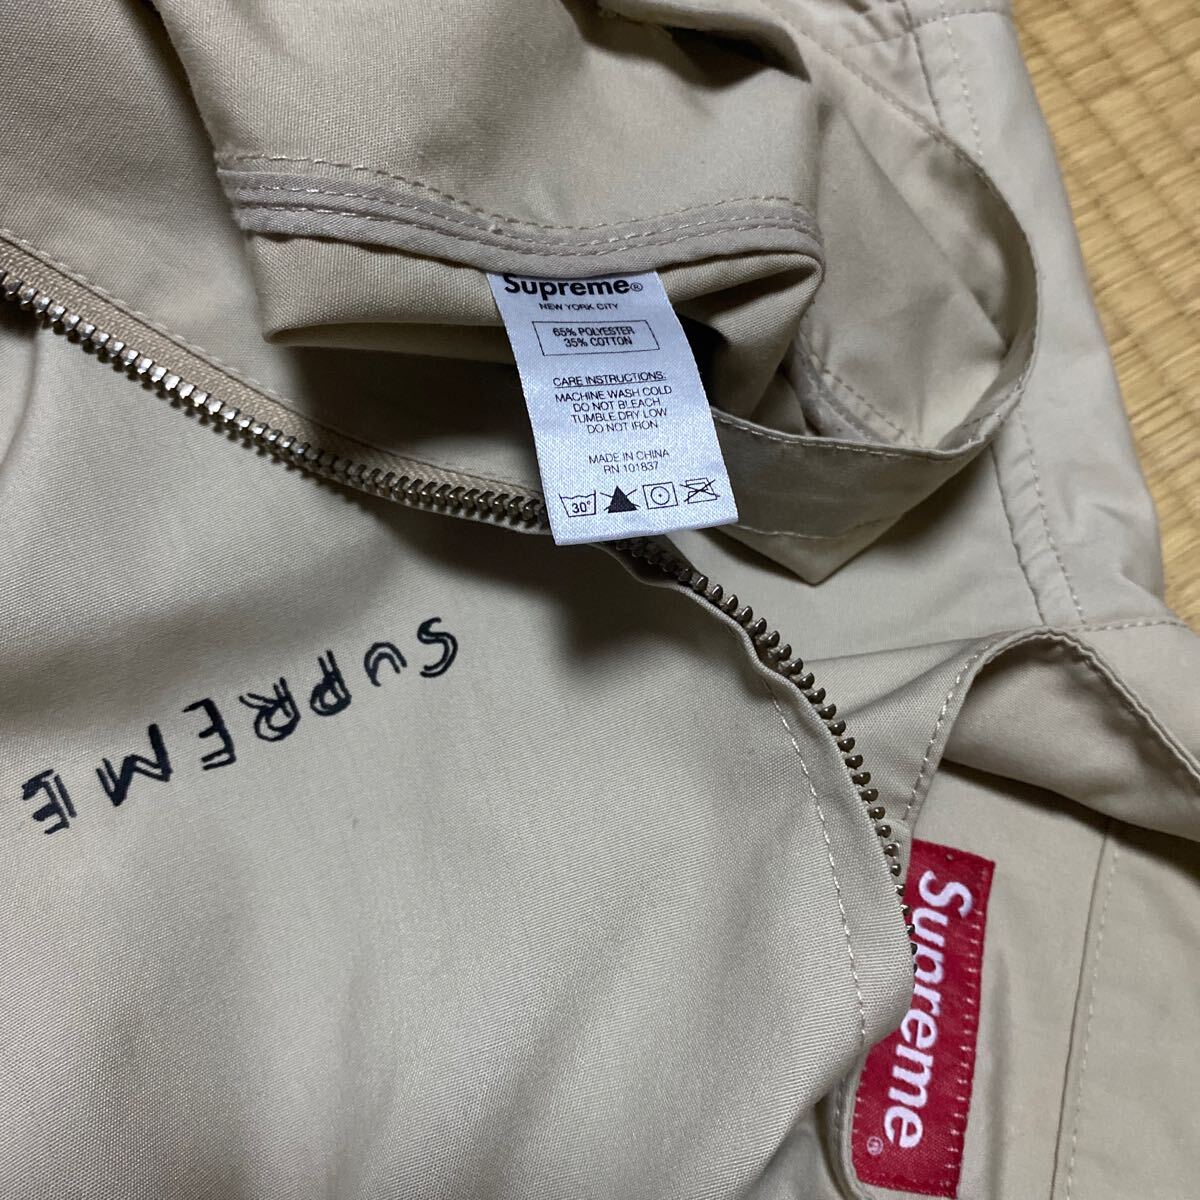 Supreme®
NEW YORK CITY
65% POLYESTER
35% COTTON
CARE INSTRUCTIONS:
MACHINE WASH COLD
DO NOT BLEACH
TUMBLE DRY LOW
DO NOT IRON
MADE IN CHINA
RN 101837
30°
SUPREME
Supreme®